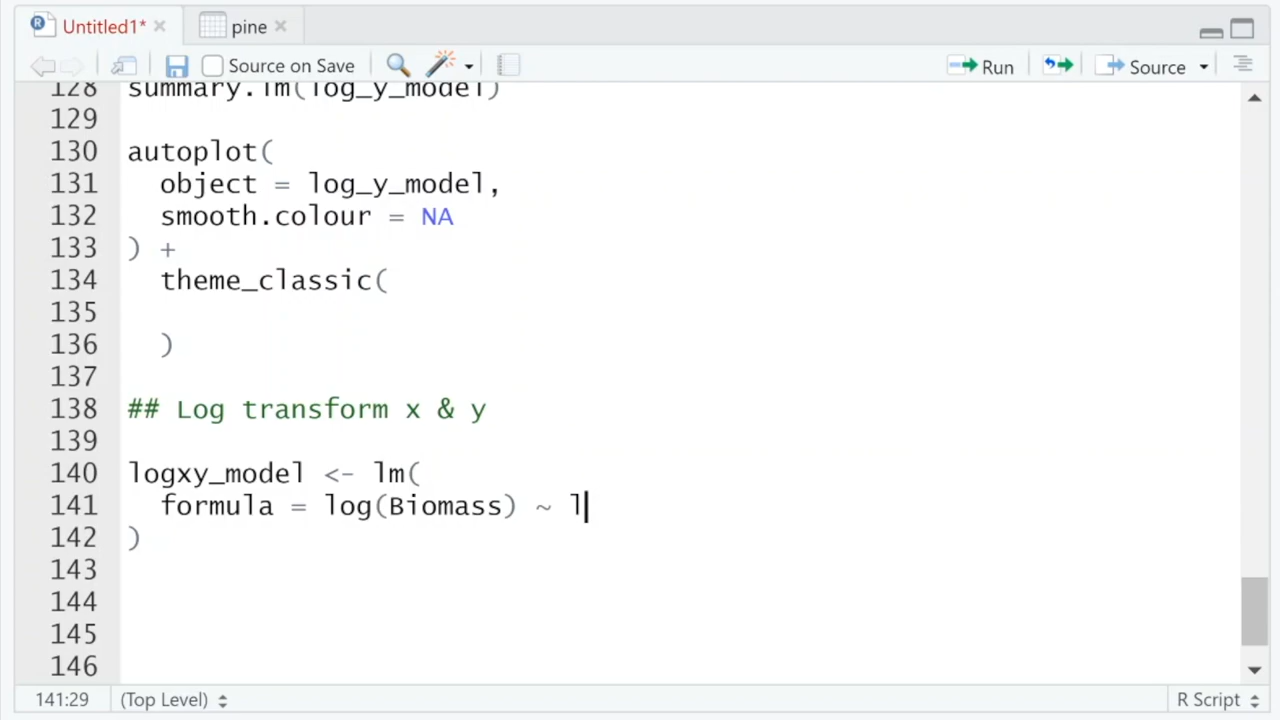 Untitled1* pine
Source on Save Run Source
128 summary.lm(log_y_model)
129
130 autoplot(
131 object = log_y_model,
132 smooth.colour = NA
133 ) +
134 theme_classic(
135
136 )
137
138 ## Log transform x & y
139
140 logxy_model <- lm(
141 formula = log(Biomass) ~ l
142 )
143
144
145
146
141:29 (Top Level) R Script